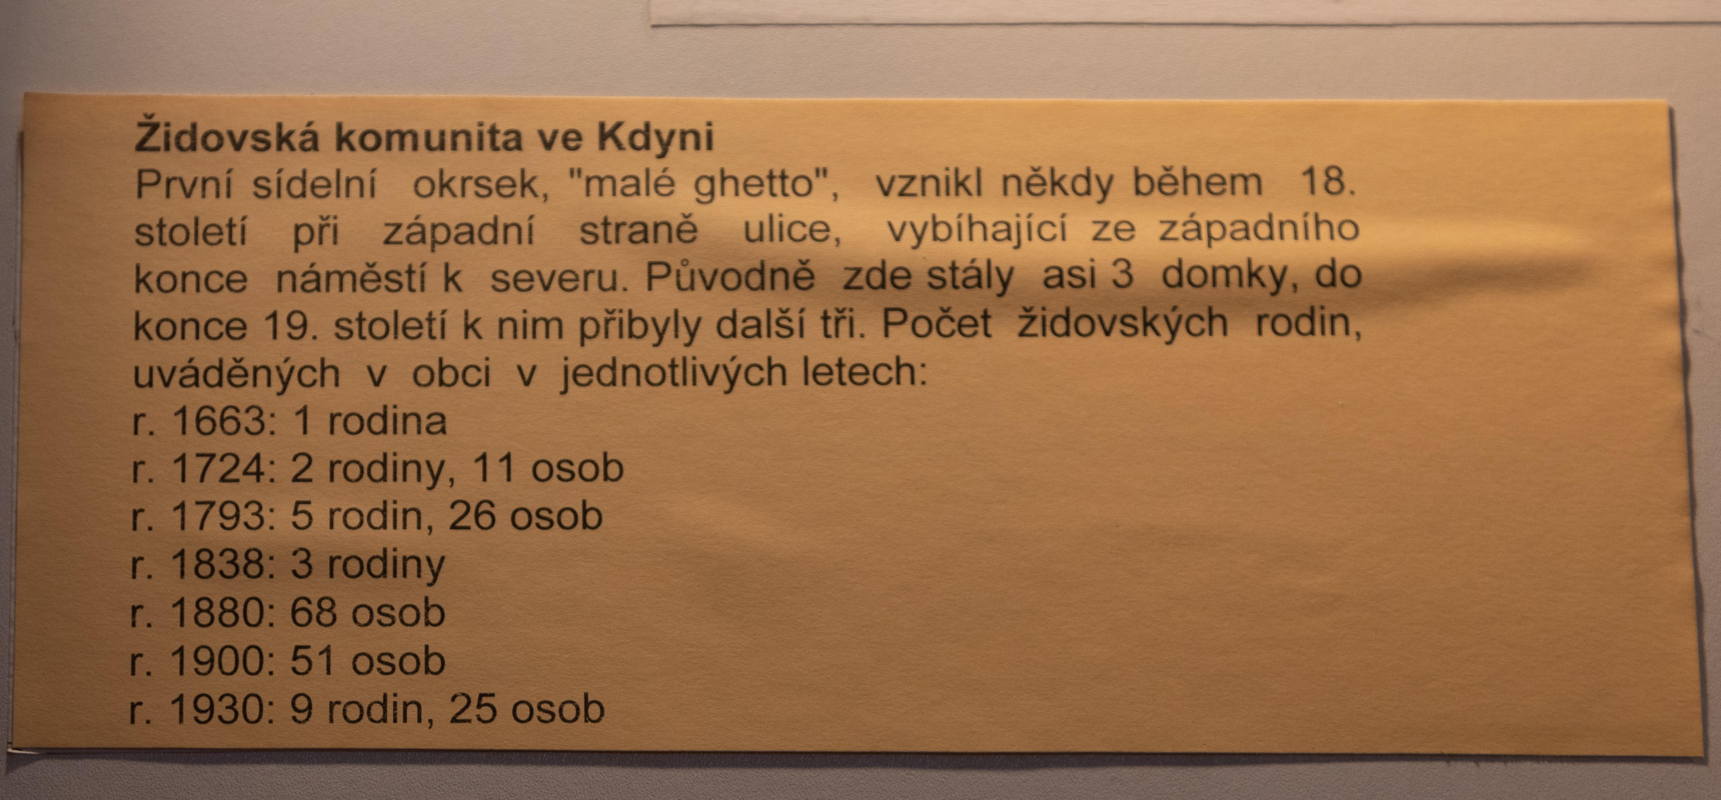 Židovská komunita ve Kdyni
První sídelní okrsek, "malé ghetto", vznikl někdy během 18.
století při západní straně ulice, vybíhající ze západního
konce náměstí k severu. Původně zde stály asi 3 domky, do
konce 19. století k nim přibyly další tři. Počet židovských rodin,
uváděných v obci v jednotlivých letech:
r. 1663: 1 rodina
r. 1724: 2 rodiny, 11 osob
r. 1793: 5 rodin, 26 osob
r. 1838: 3 rodiny
r. 1880: 68 osob
r. 1900: 51 osob
r. 1930: 9 rodin, 25 osob